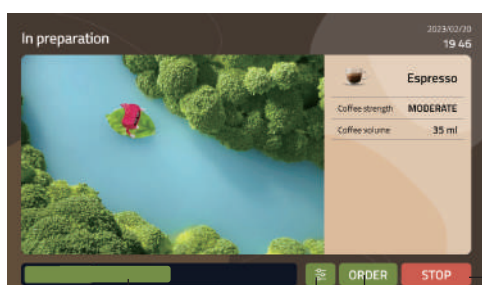 2023/02/20
In preparation
19 46
Espresso
Coffee strength MODERATE
Coffee volume 35 ml
ORDER STOP